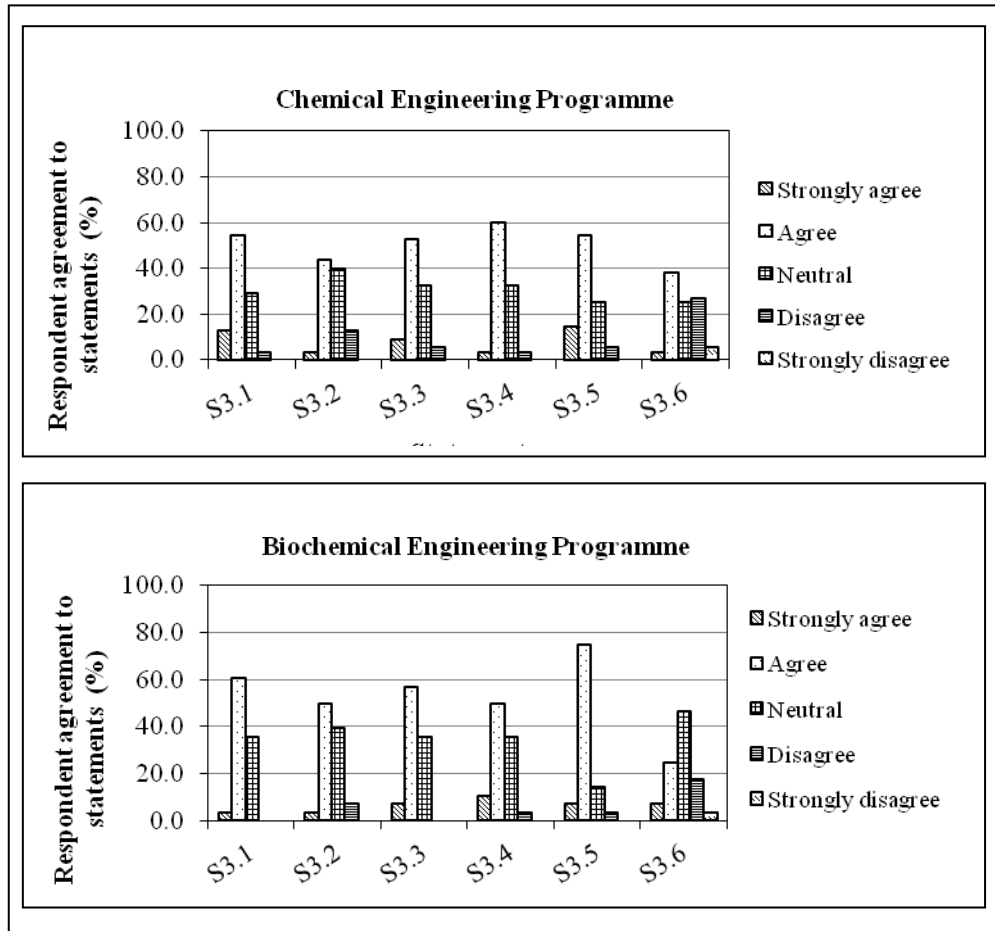 Chemical Engineering Programme
Respondent agreement to
statements (%)
100.0
80.0
60.0
40.0
20.0
0.0
S3.1 S3.2 S3.3 S3.4 S3.5 S3.6
Strongly agree
Agree
Neutral
Disagree
Strongly disagree
Biochemical Engineering Programme
Respondent agreement to
statements (%)
100.0
80.0
60.0
40.0
20.0
0.0
S3.1 S3.2 S3.3 S3.4 S3.5 S3.6
Strongly agree
Agree
Neutral
Disagree
Strongly disagree